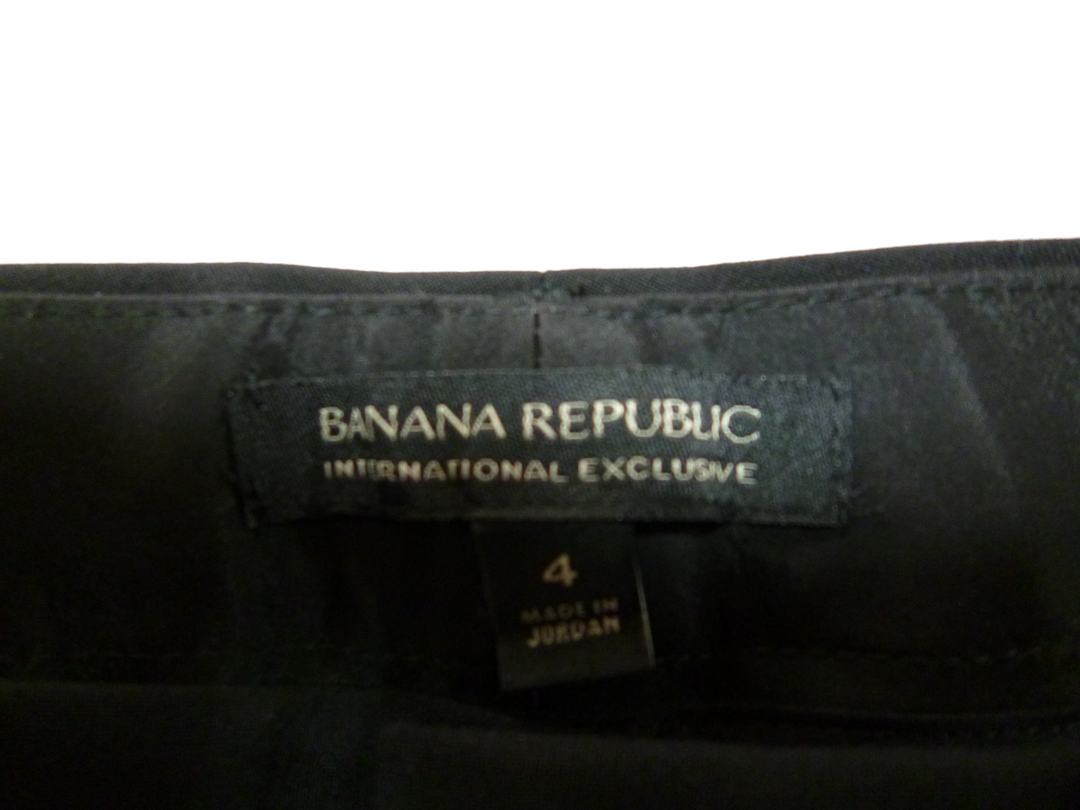 BANANA REPUBLIC
INTERNATIONAL EXCLUSIVE
4
MADE IN
JORDAN